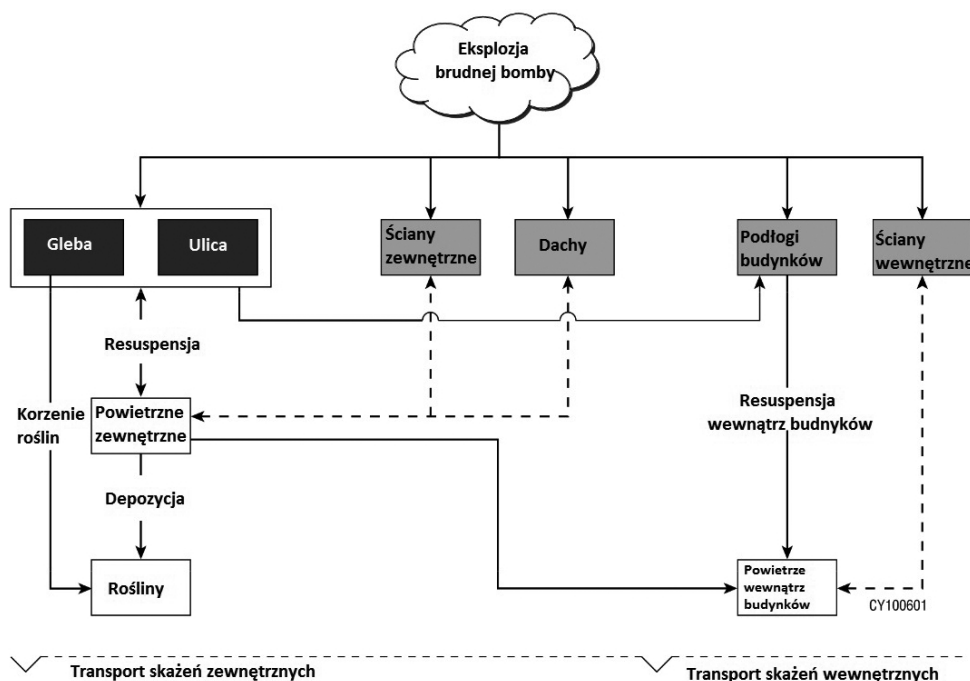 Eksplozja
brudnej bomby
Gleba
Ulica
Ściany
zewnętrzne
Dachy
Podłogi
budynków
Ściany
wewnętrzne
Resuspensja
Korzenie
roślin
Powietrzne
zewnętrzne
Resuspensja
wewnątrz budnyków
Depozycja
Rośliny
Powietrze
wewnątrz
budynków
CY100601
Transport skażeń zewnętrznych
Transport skażeń wewnętrznych